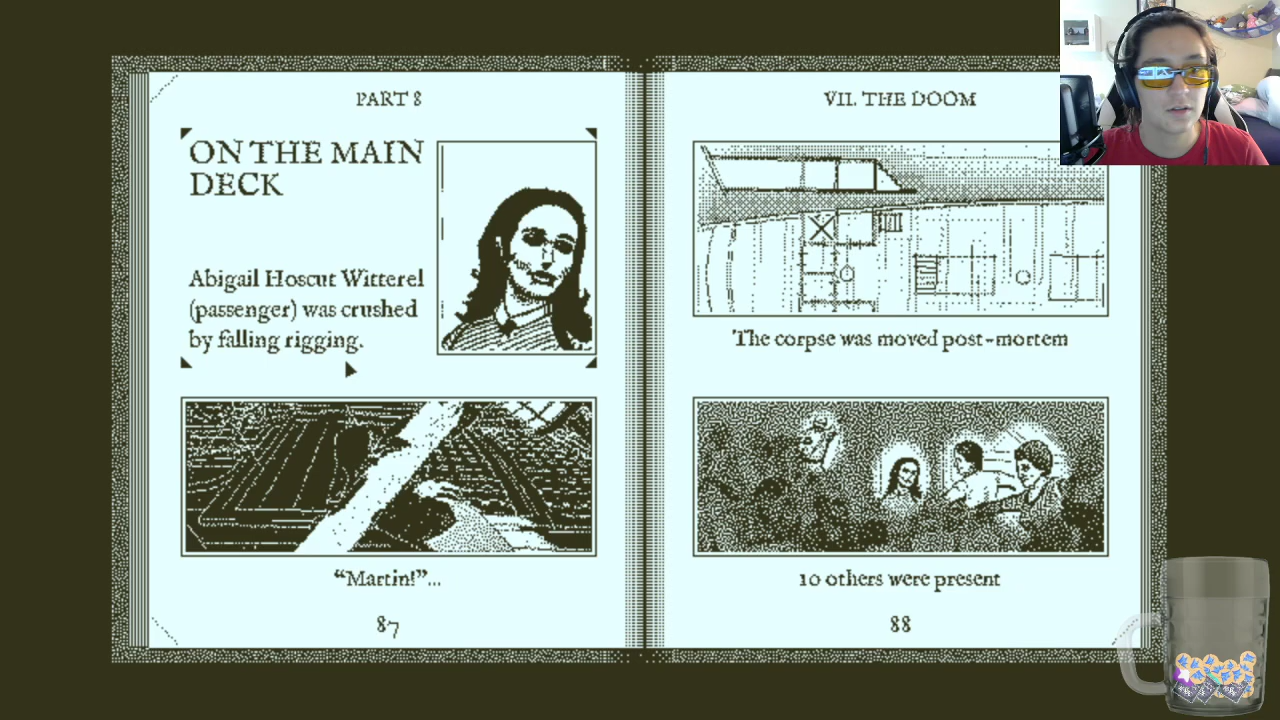 PART 8
ON THE MAIN
DECK
Abigail Hoscut Witterel
(passenger) was crushed
by falling rigging.
“Martin!”...
87
VII. THE DOOM
The corpse was moved post-mortem
10 others were present
88